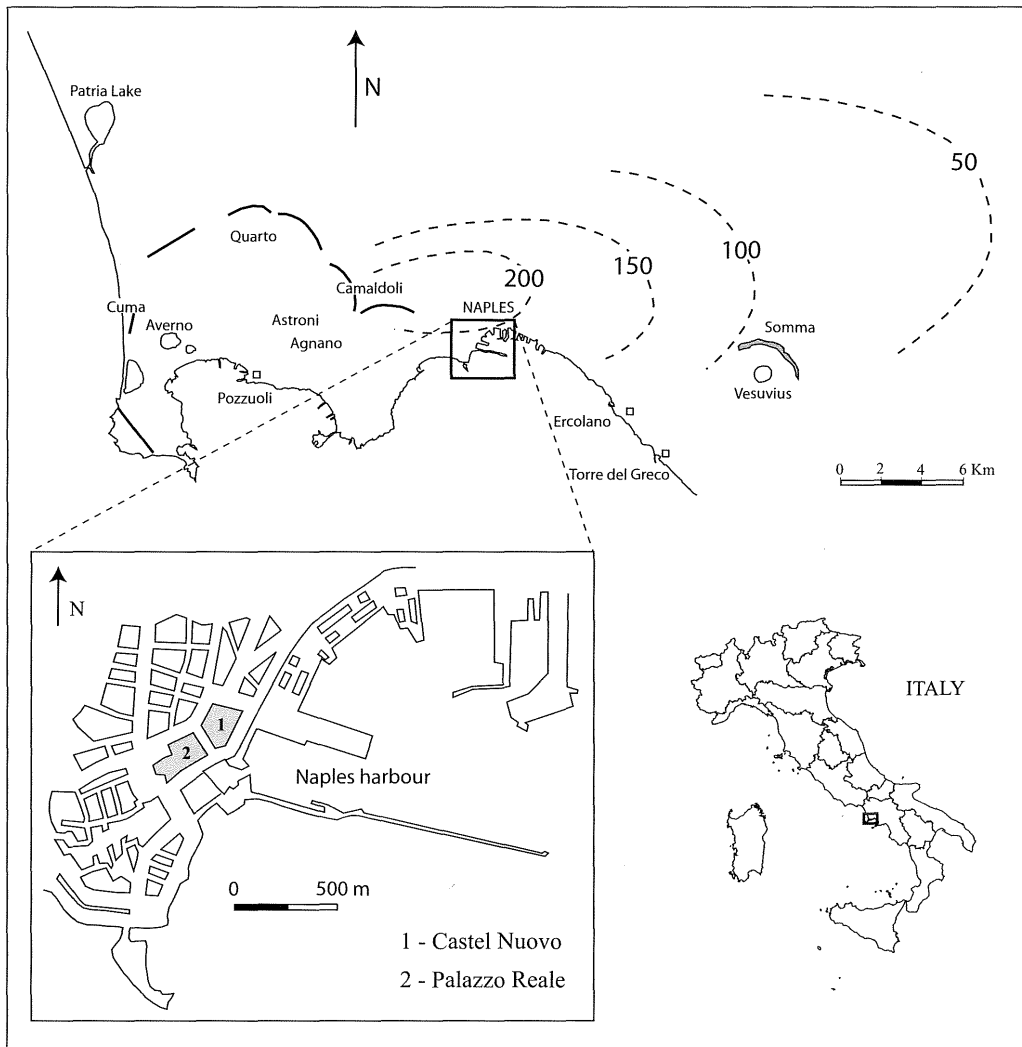 Patria Lake
N
50
100
Quarto
150
Camaldoli
200
NAPLES
Cuma
Averno
Astroni
Agnano
Somma
Pozzuoli
Vesuvius
Ercolano
Torre del Greco
0 2 4 6 Km
N
1
2
ITALY
Naples harbour
0 500 m
1 - Castel Nuovo
2 - Palazzo Reale